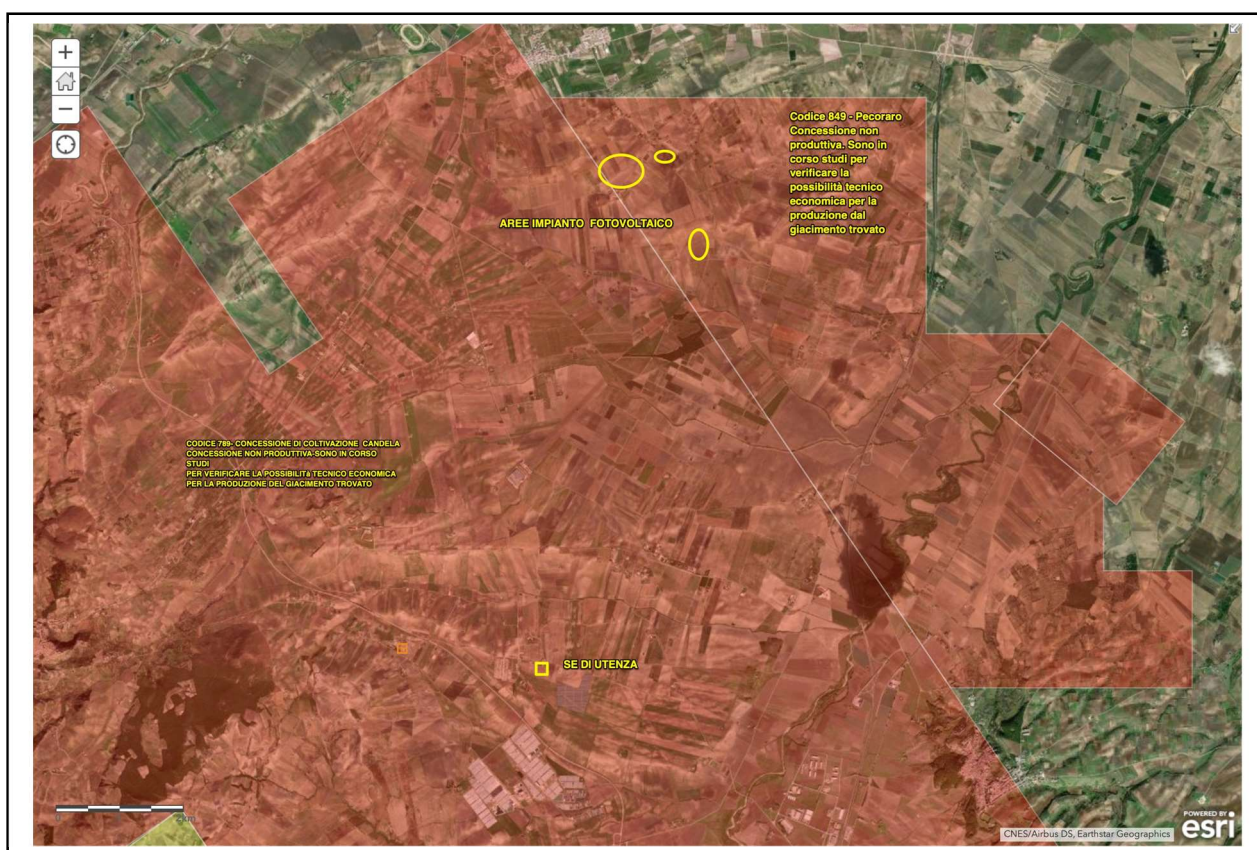 +
−
Codice 849 - Pecoraro
Concessione non
produttiva. Sono in
corso studi per
verificare la
possibilità tecnico
economica per la
produzione dal
giacimento trovato
AREE IMPIANTO FOTOVOLTAICO
CODICE 789- CONCESSIONE DI COLTIVAZIONE CANDELA
CONCESSIONE NON PRODUTTIVA-SONO IN CORSO
STUDI
PER VERIFICARE LA POSSIBILITà TECNICO ECONOMICA
PER LA PRODUZIONE DEL GIACIMENTO TROVATO
SE DI UTENZA
0 2km
CNES/Airbus DS, Earthstar Geographics
POWERED BY
esri